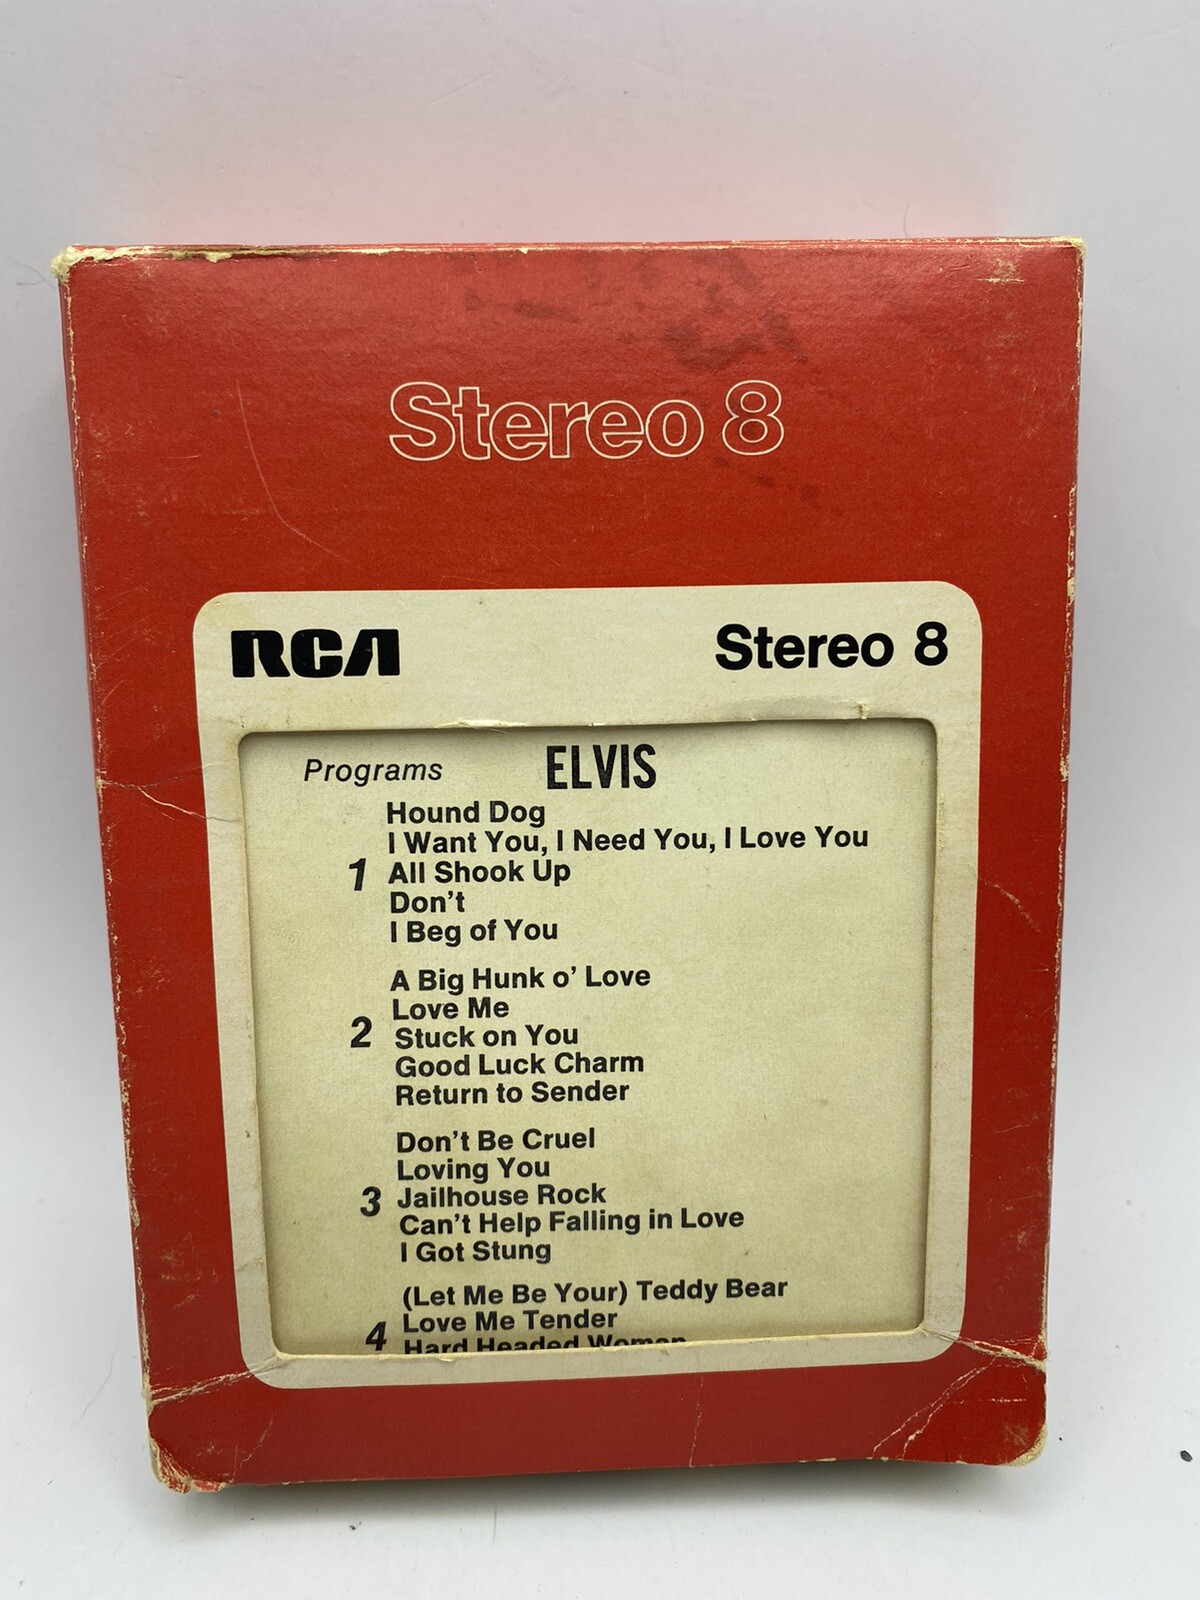 Stereo 8
RCA Stereo 8
Programs ELVIS
Hound Dog
I Want You, I Need You, I Love You
1 All Shook Up
Don't
I Beg of You
A Big Hunk o' Love
Love Me
2 Stuck on You
Good Luck Charm
Return to Sender
Don't Be Cruel
Loving You
3 Jailhouse Rock
Can't Help Falling in Love
I Got Stung
(Let Me Be Your) Teddy Bear
4 Love Me Tender
Hard Headed Woman